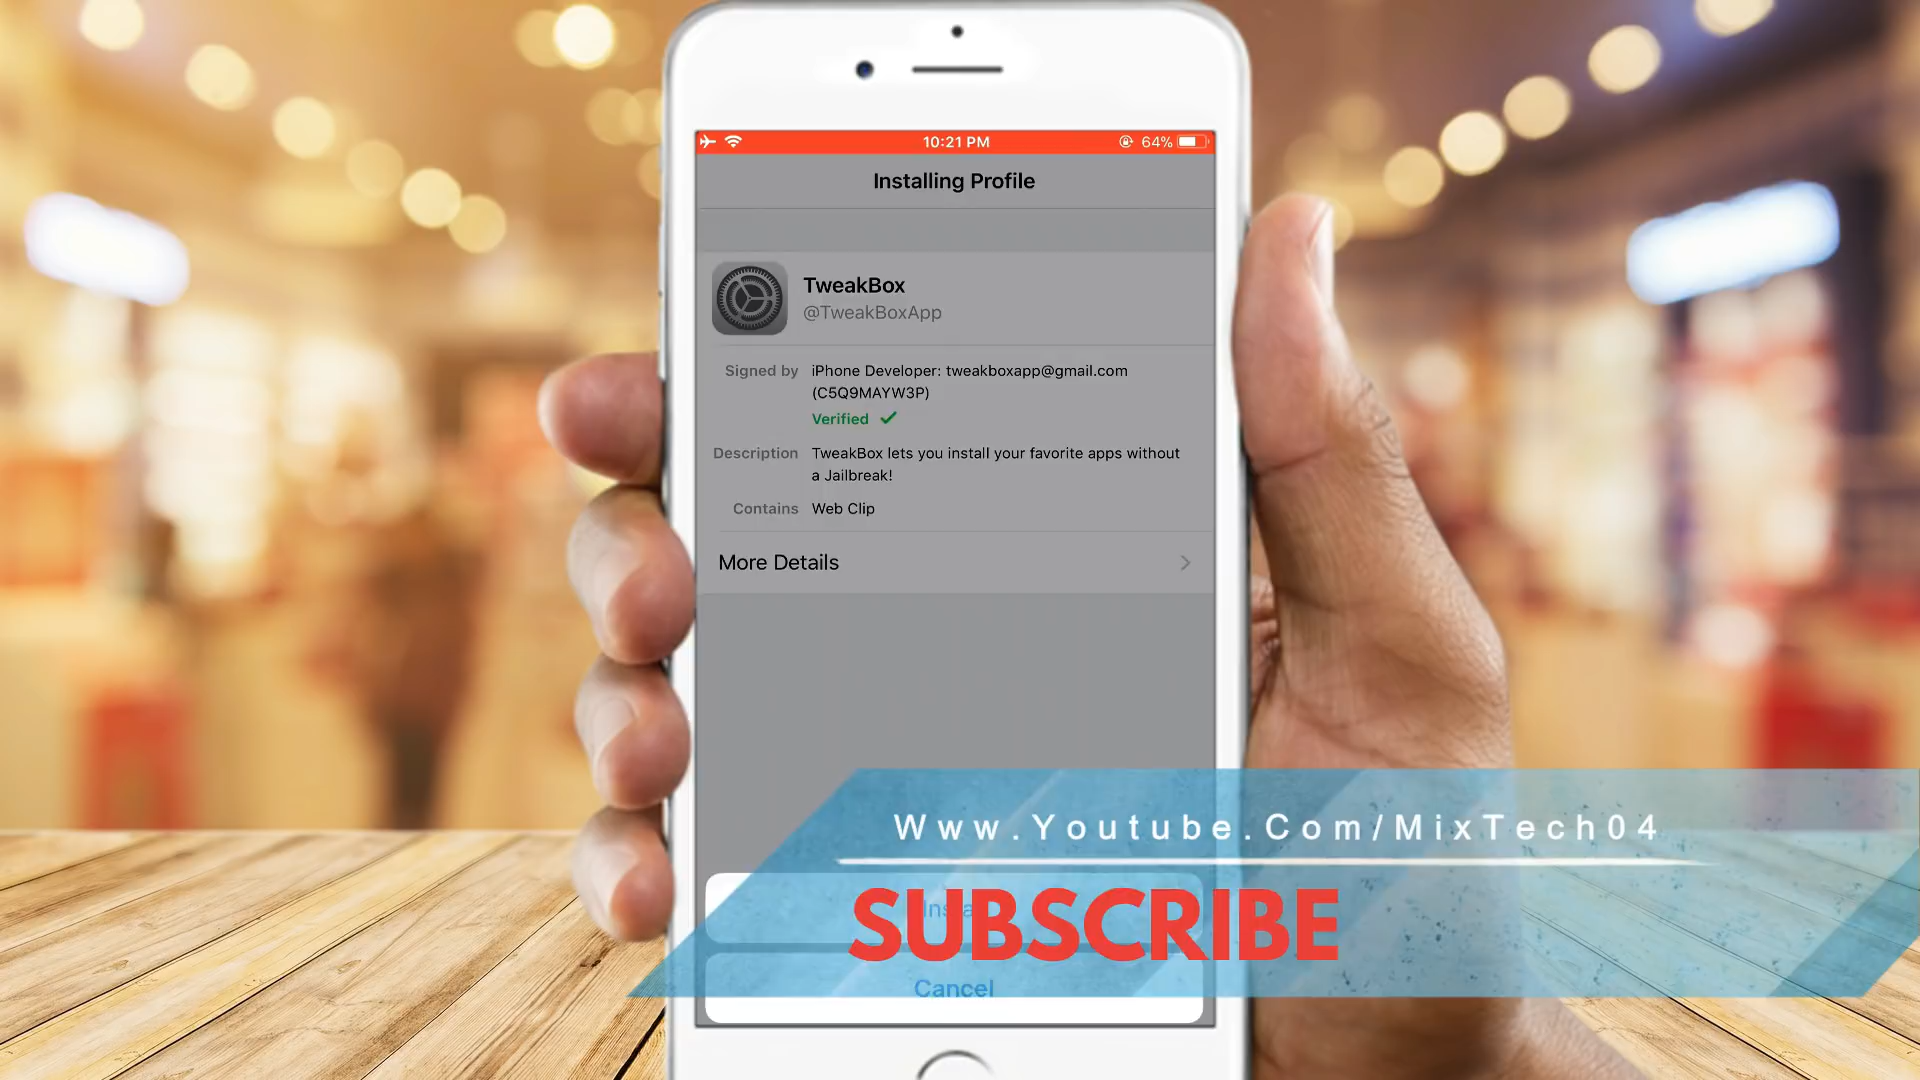 10:21 PM
64%
Installing Profile
TweakBox
@TweakBoxApp
Signed by iPhone Developer: tweakboxapp@gmail.com
(C5Q9MAYW3P)
Verified
Description TweakBox lets you install your favorite apps without
a Jailbreak!
Contains Web Clip
More Details
Www.Youtube.Com/MixTech04
SUBSCRIBE
Cancel